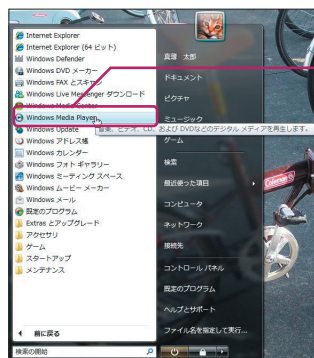 Internet Explorer
Internet Explorer (64 ビット)
Windows Defender
Windows DVD メーカー
Windows FAX とスキャン
Windows Live Messenger ダウンロード
Windows Media Center
Windows Media Player
Windows Update
音楽、ビデオ、CD、および DVDなどのデジタル メディアを再生します。
Windows アドレス帳
Windows カレンダー
Windows フォト ギャラリー
Windows ミーティング スペース
Windows ムービー メーカー
Windows メール
既定のプログラム
Extras とアップグレード
アクセサリ
ゲーム
スタートアップ
メンテナンス
前に戻る
検索の開始
真薄 太郎
ドキュメント
ピクチャ
ミュージック
ゲーム
検索
最近使った項目
コンピュータ
ネットワーク
接続先
コントロール パネル
既定のプログラム
ヘルプとサポート
ファイル名を指定して実行...